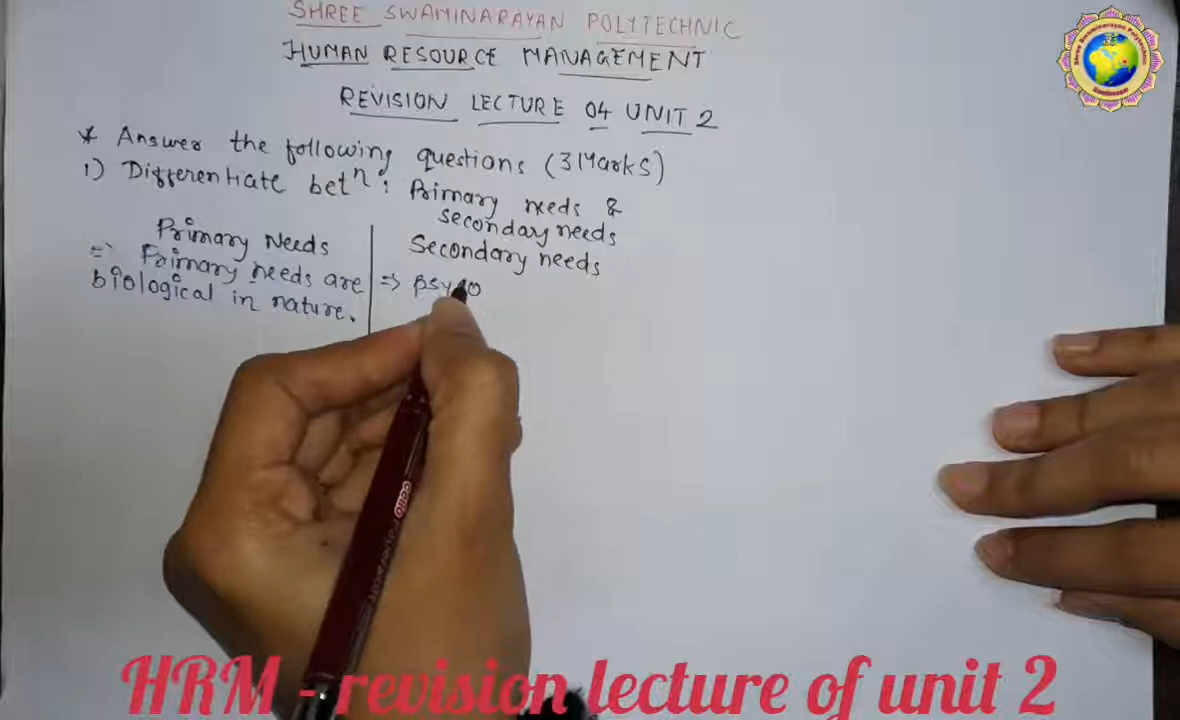 SHREE SWAMINARAYAN POLYTECHNIC
HUMAN RESOURCE MANAGEMENT
REVISION LECTURE 04 UNIT 2
* Answer the following questions (3 Marks)
1) Differentiate betn : Primary needs &
secondary needs
Primary Needs
⇒ Primary needs are
biological in nature.
Secondary needs
⇒
cello
HRM - revision lecture of unit 2